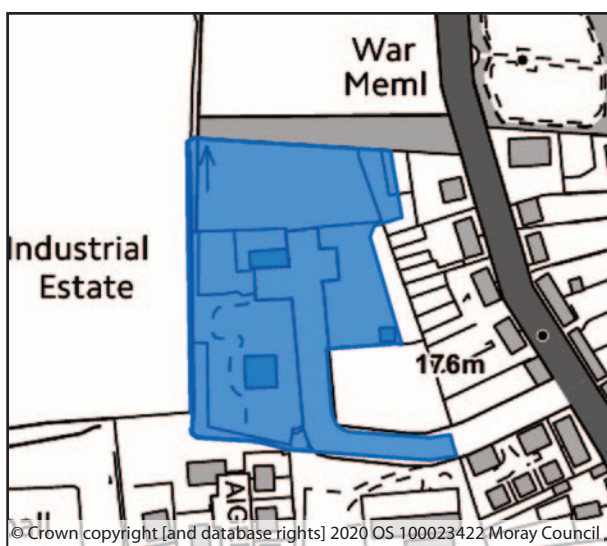 War
Meml
Industrial
Estate
17.6m
© Crown copyright [and database rights] 2020 OS 100023422 Moray Council